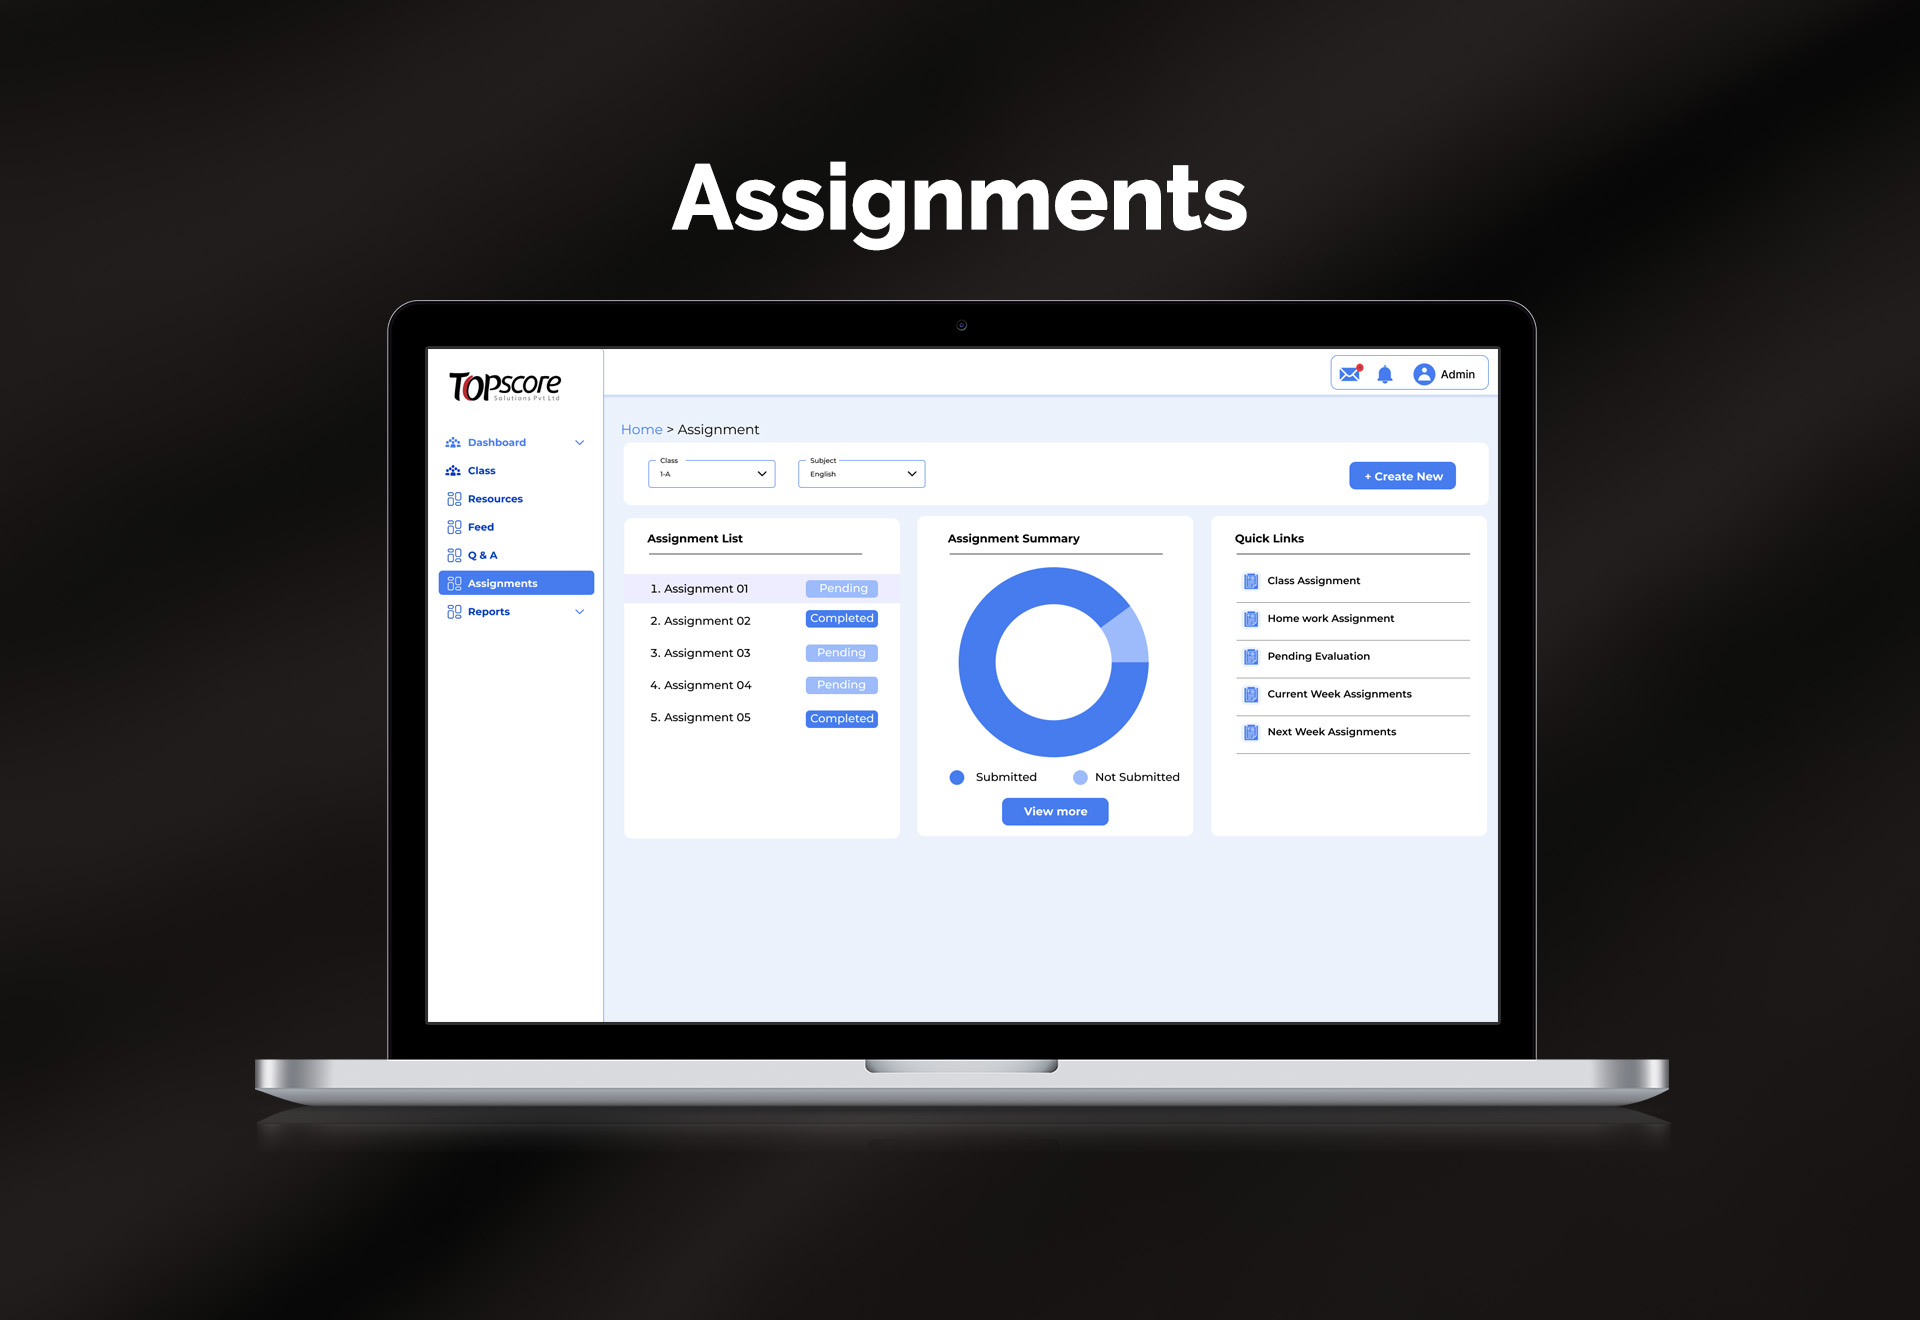 Assignments
Topscore
Solutions Pvt Ltd
Admin
Dashboard
Class
Resources
Feed
Q & A
Assignments
Reports
Home > Assignment
Class
1-A
Subject
English
+ Create New
Assignment List
1. Assignment 01 Pending
2. Assignment 02 Completed
3. Assignment 03 Pending
4. Assignment 04 Pending
5. Assignment 05 Completed
Assignment Summary
Submitted Not Submitted
View more
Quick Links
Class Assignment
Home work Assignment
Pending Evaluation
Current Week Assignments
Next Week Assignments